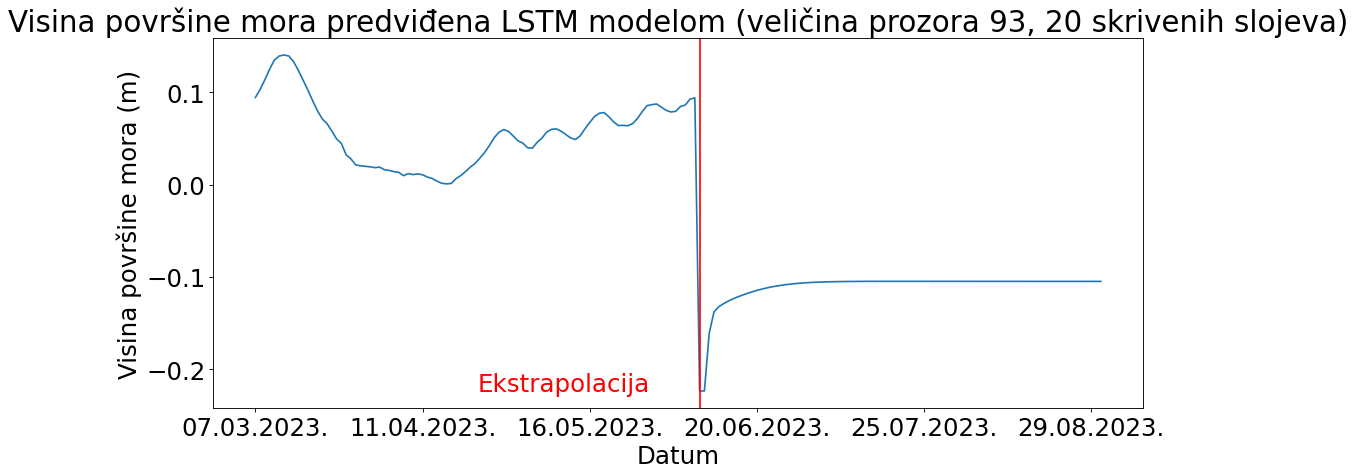 Visina površine mora predviđena LSTM modelom (veličina prozora 93, 20 skrivenih slojeva)
Visina površine mora (m)
0.1
0.0
−0.1
−0.2
Ekstrapolacija
07.03.2023. 11.04.2023. 16.05.2023. 20.06.2023. 25.07.2023. 29.08.2023.
Datum